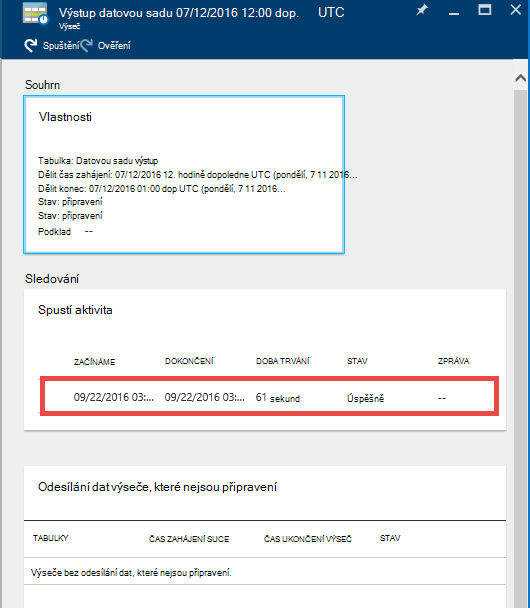 Výstup datovou sadu 07/12/2016 12:00 dop. UTC
Výseč
Spuštění Ověření
Souhrn
Vlastnosti
Tabulka: Datovou sadu výstup
Dělit čas zahájení: 07/12/2016 12. hodině dopoledne UTC (pondělí, 7 11 2016...
Dělit konec: 07/12/2016 01:00 dop UTC (pondělí, 7 11 2016...
Stav: připravení
Stav: připravení
Podklad --
Sledování
Spustí aktivita
ZAČÍNÁME DOKONČENÍ DOBA TRVÁNÍ STAV ZPRÁVA
09/22/2016 03:... 09/22/2016 03:... 61 sekund Úspěšně --
Odesílání dat výseče, které nejsou připravení
TABULKY ČAS ZAHÁJENÍ SUCE ČAS UKONČENÍ VÝSEČ STAV
Výseče bez odesílání dat, které nejsou připravení.